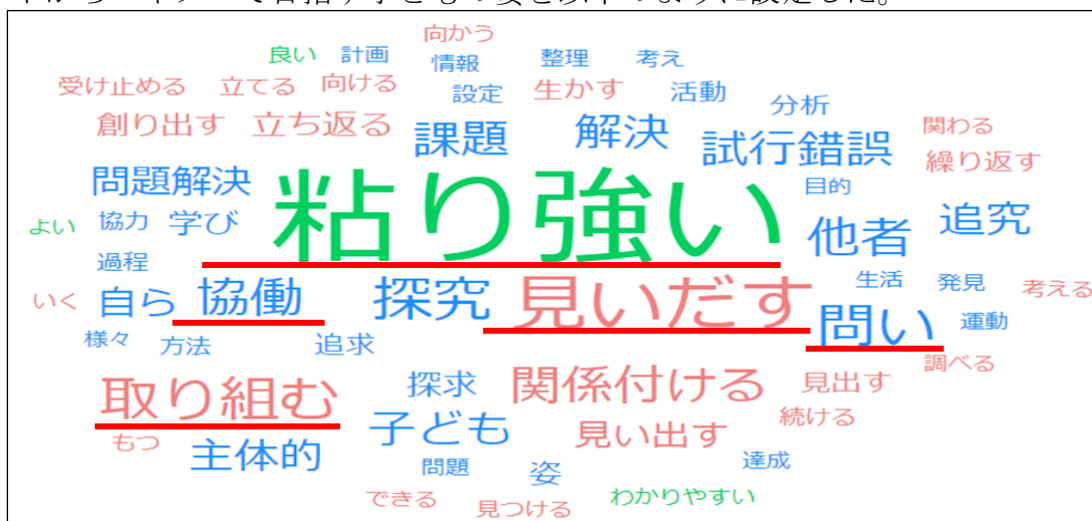 向かう
良い 計画 情報 整理 考え
受け止める 立てる 向ける 設定 生かす 活動 分析
創り出す 立ち返る 課題 解決 試行錯誤 関わる
問題解決 粘り強い 目的 繰り返す
よい 協力 学び 他者 追究
過程 生活 発見 考える
いく 自ら 協働 探究 見いだす 問い 運動
様々 方法 追求 調べる
取り組む 探求 関係付ける 見出す
もつ 主体的 子ども 見い出す 続ける
問題 姿 達成
できる 見つける わかりやすい